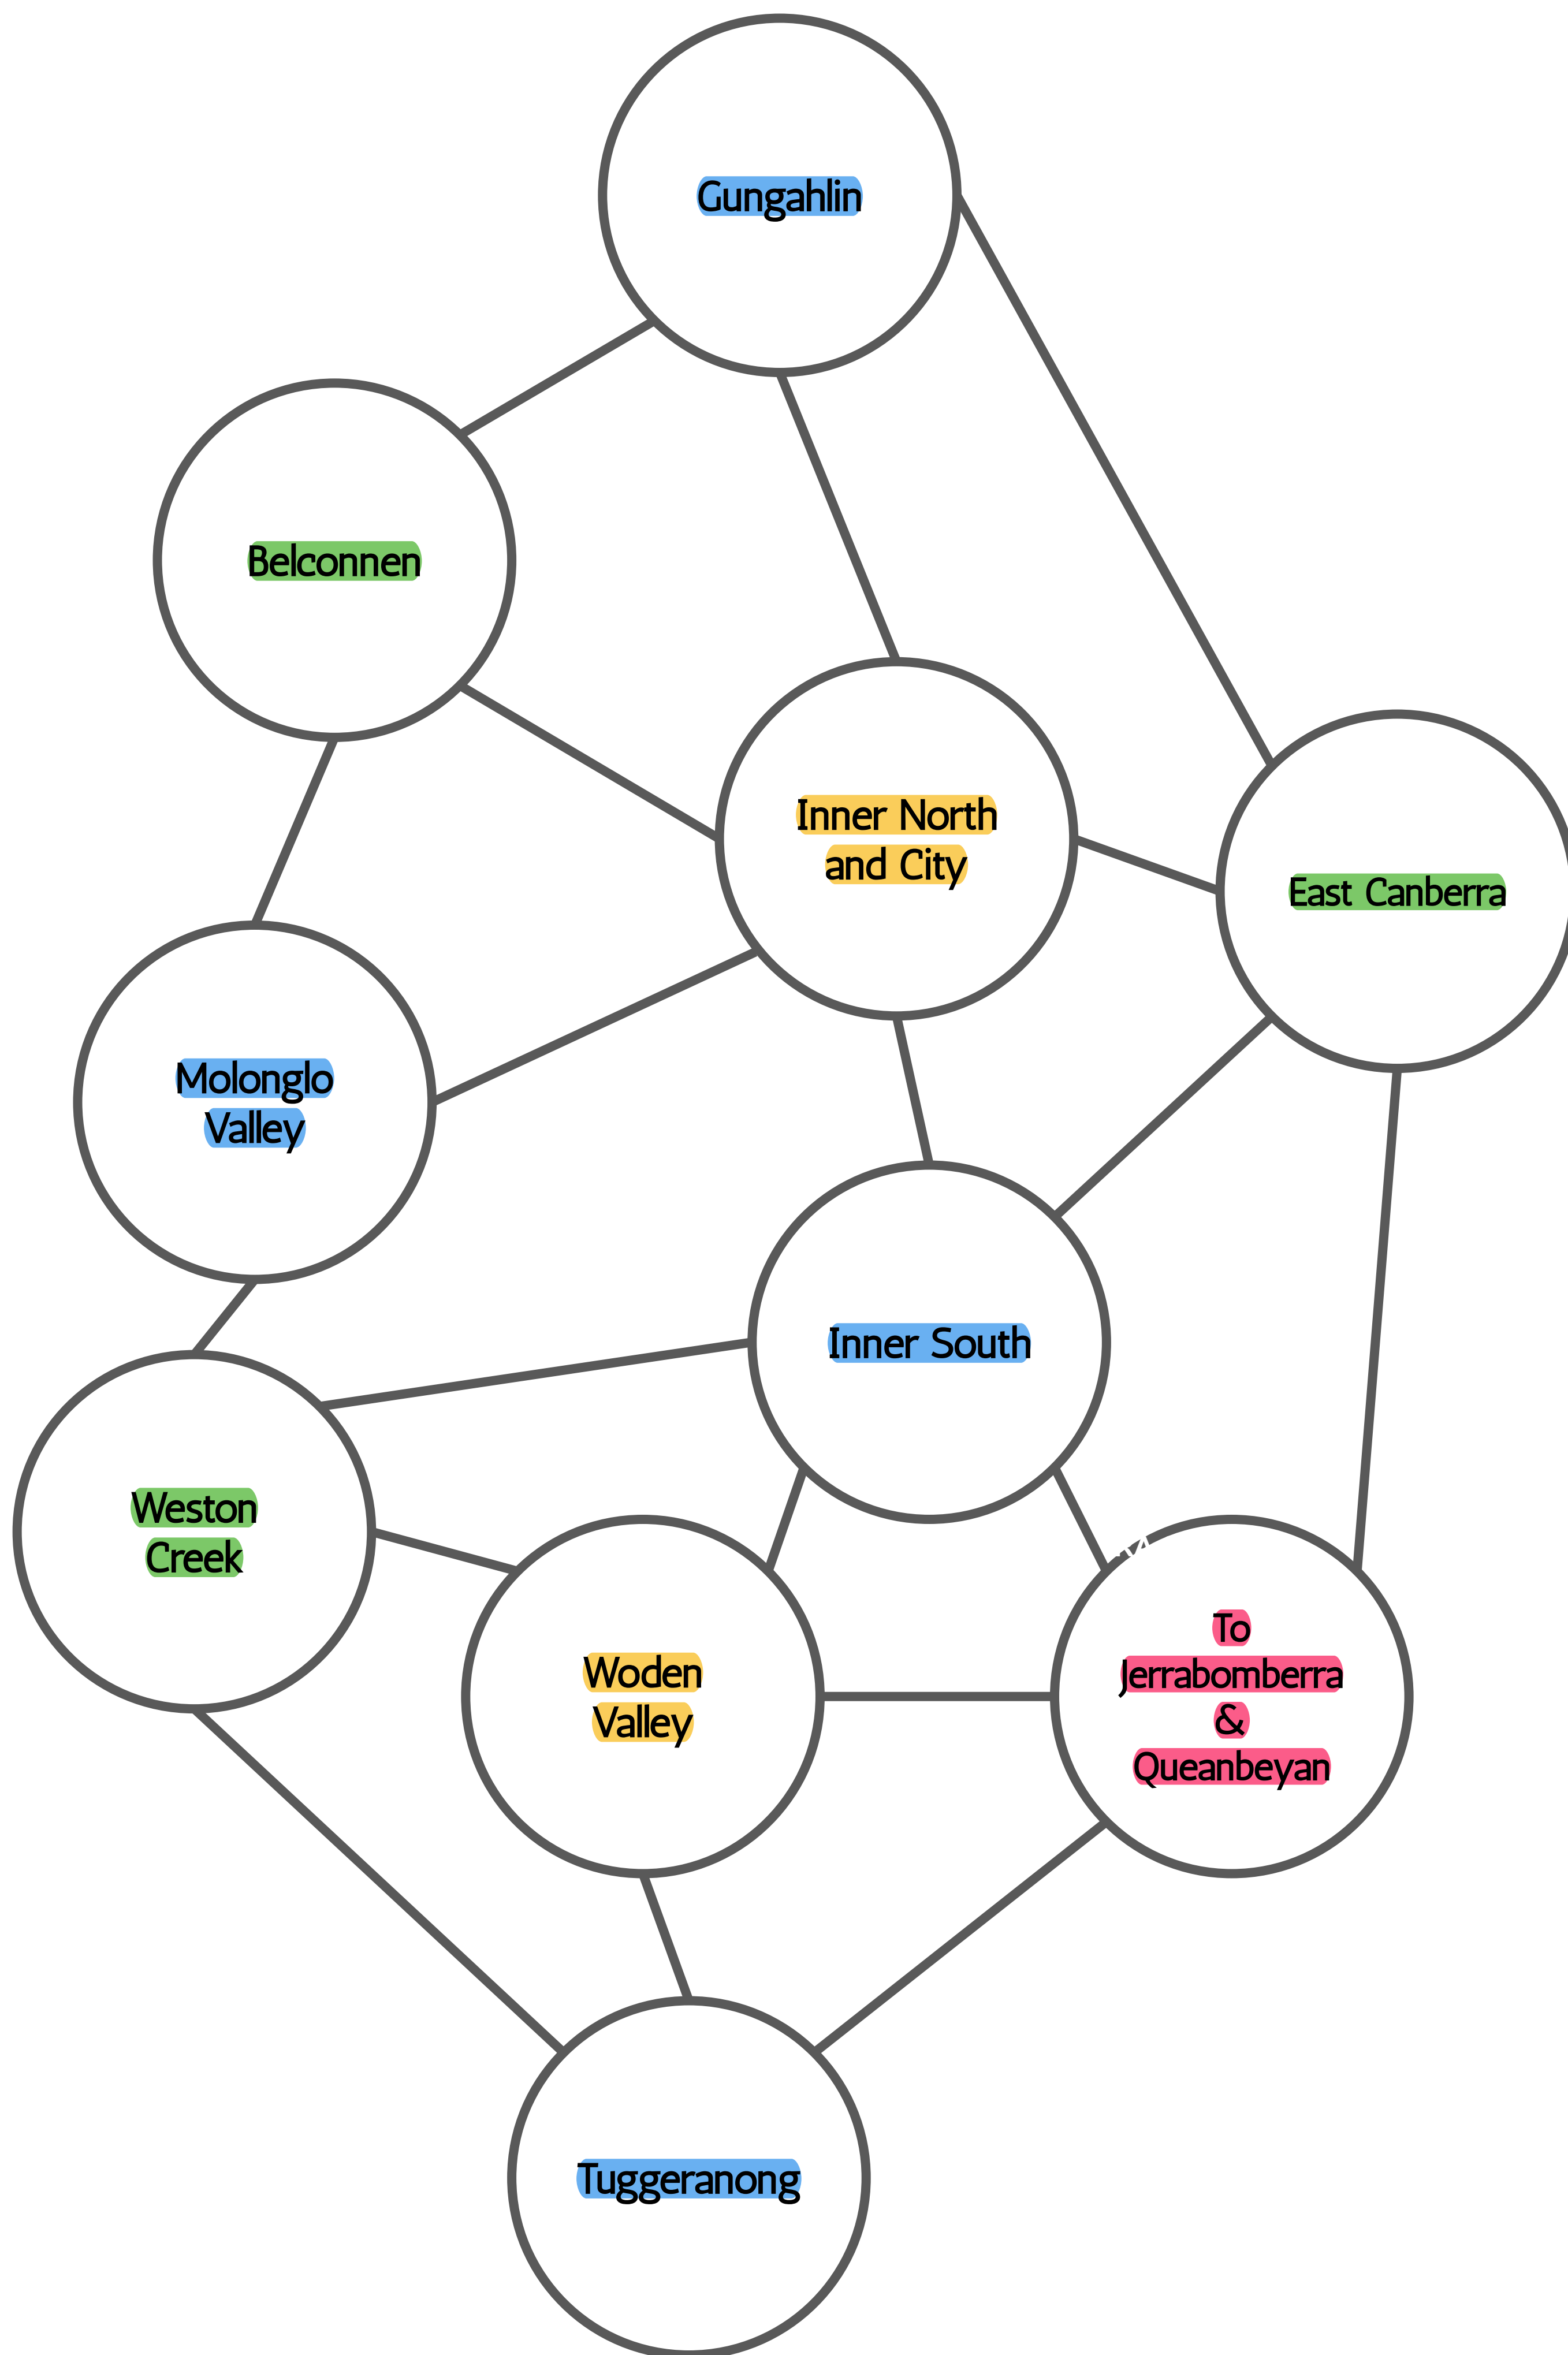 Gungahlin
Belconnen
Inner North
and City
East Canberra
Molonglo
Valley
Inner South
Weston
Creek
Woden
Valley
To
Jerrabomberra
&
Queanbeyan
Tuggeranong